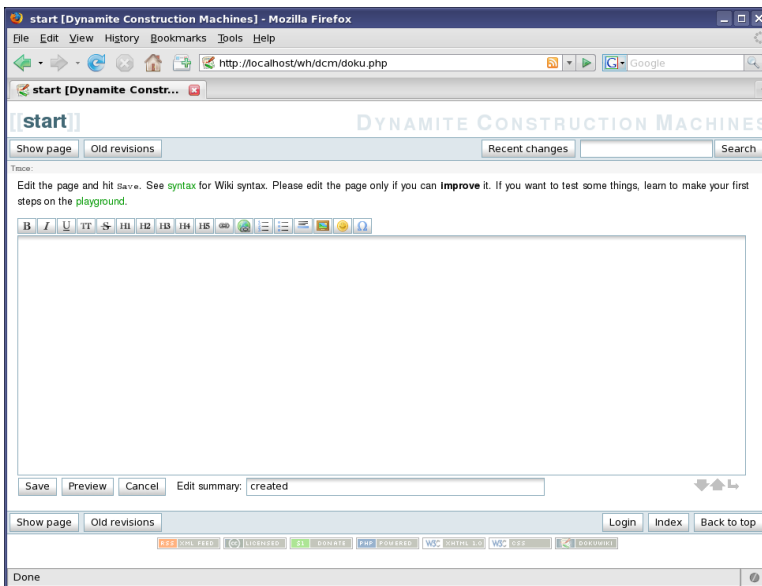 start [Dynamite Construction Machines] - Mozilla Firefox
File Edit View History Bookmarks Tools Help
http://localhost/wh/dcm/doku.php G Google
start [Dynamite Constr...
[[start]] DYNAMITE CONSTRUCTION MACHINES
Show page Old revisions Recent changes Search
Trace:
Edit the page and hit Save. See syntax for Wiki syntax. Please edit the page only if you can improve it. If you want to test some things, learn to make your first
steps on the playground.
B I U TT S H1 H2 H3 H4 H5 Ω
Save Preview Cancel Edit summary: created
Show page Old revisions Login Index Back to top
RSS XML FEED (CC) LICENSED $1 DONATE PHP POWERED W3C XHTML 1.0 W3C CSS DOKUWIKI
Done